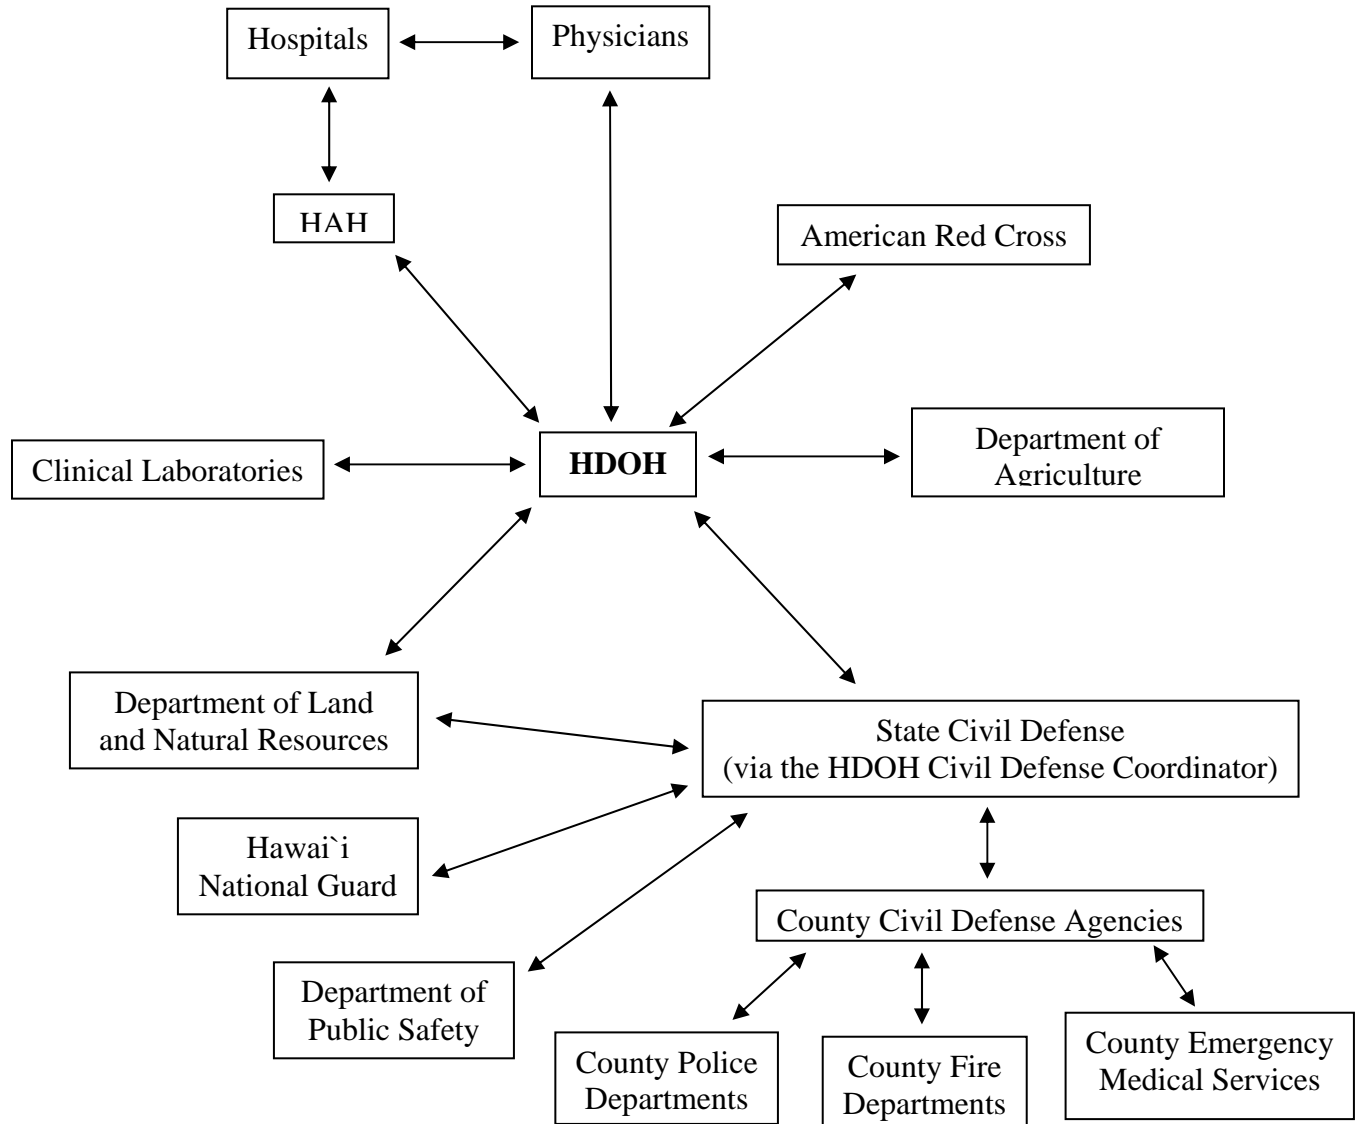 Hospitals
Physicians
HAH
American Red Cross
Clinical Laboratories
HDOH
Department of
Agriculture
Department of Land
and Natural Resources
State Civil Defense
(via the HDOH Civil Defense Coordinator)
Hawai`i
National Guard
County Civil Defense Agencies
Department of
Public Safety
County Police
Departments
County Fire
Departments
County Emergency
Medical Services